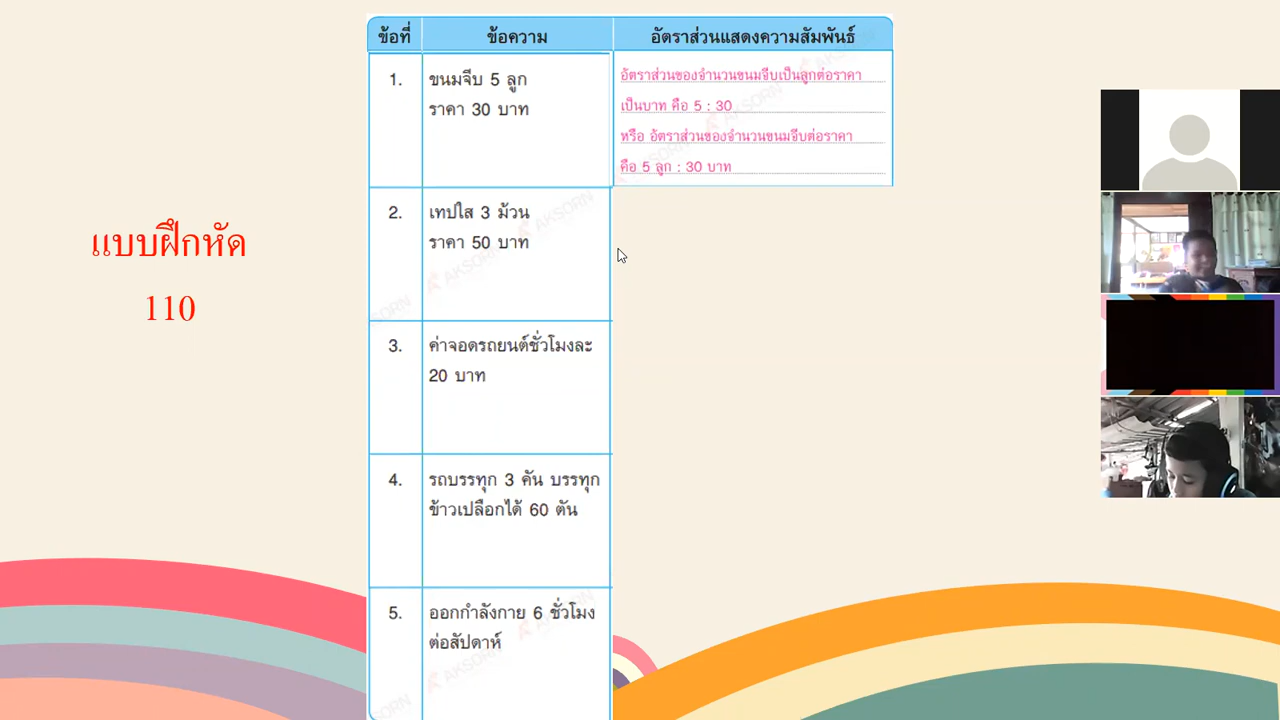 แบบฝึกหัด
110
ข้อที่ ข้อความ อัตราส่วนแสดงความสัมพันธ์
1. ขนมจีบ 5 ลูก
ราคา 30 บาท
อัตราส่วนของจำนวนขนมจีบเป็นลูกต่อราคา
เป็นบาท คือ 5 : 30
หรือ อัตราส่วนของจำนวนขนมจีบต่อราคา
คือ 5 ลูก : 30 บาท
2. เทปใส 3 ม้วน
ราคา 50 บาท
3. ค่าจอดรถยนต์ชั่วโมงละ
20 บาท
4. รถบรรทุก 3 คัน บรรทุก
ข้าวเปลือกได้ 60 ตัน
5. ออกกำลังกาย 6 ชั่วโมง
ต่อสัปดาห์
AKSORN
AKSORN
AKSORN
AKSORN
AKSORN